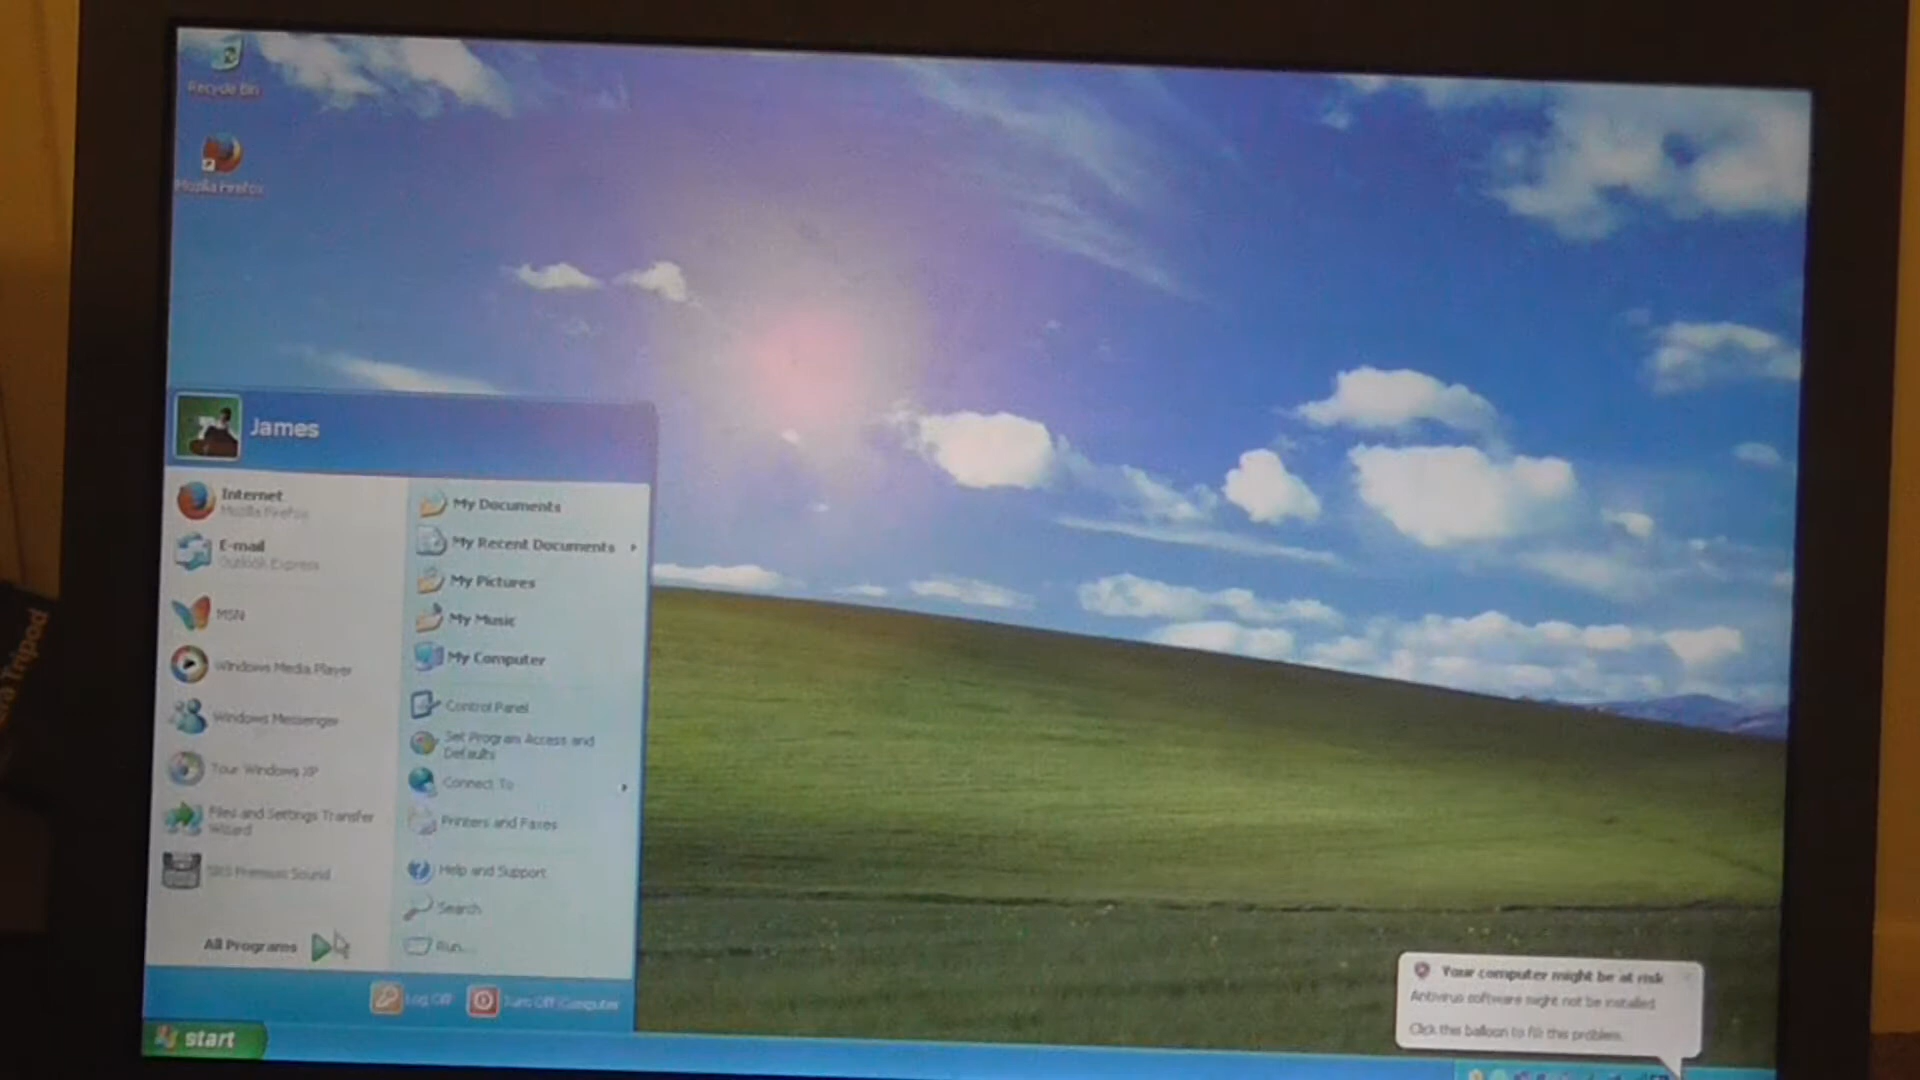 Recycle Bin
Mozilla Firefox
James
Internet
Mozilla Firefox
E-mail
Outlook Express
MSN
Windows Media Player
Windows Messenger
Tour Windows XP
Files and Settings Transfer
Wizard
SRS Premium Sound
All Programs
My Documents
My Recent Documents
My Pictures
My Music
My Computer
Control Panel
Set Program Access and
Defaults
Connect To
Printers and Faxes
Help and Support
Search
Run...
Log Off
Turn Off Computer
start
Your computer might be at risk
Antivirus software might not be installed
Click this balloon to fix this problem.
Tripod